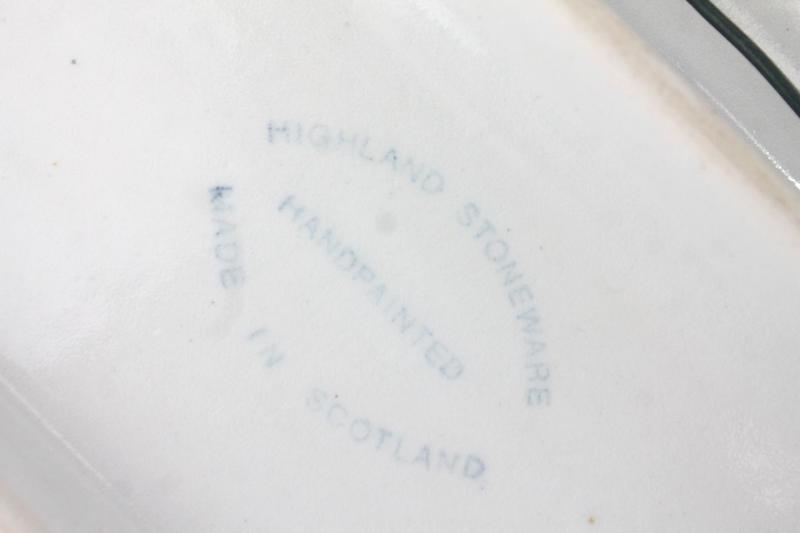 HIGHLAND STONEWARE
HANDPAINTED
MADE IN SCOTLAND